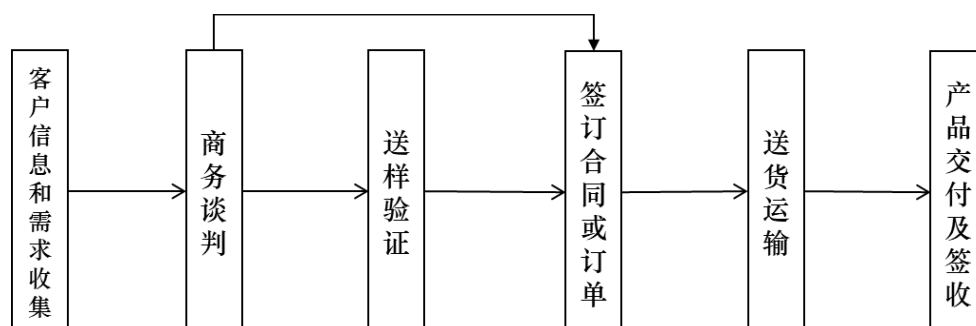 客户信息和需求收集
商务谈判
送样验证
签订合同或订单
送货运输
产品交付及签收